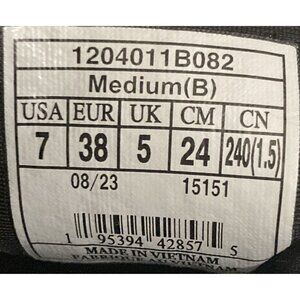 1204011B082
Medium(B)
USA EUR UK CM CN
7 38 5 24 240(1.5)
08/23 15151
1 95394 42857 5
MADE IN VIETNAM